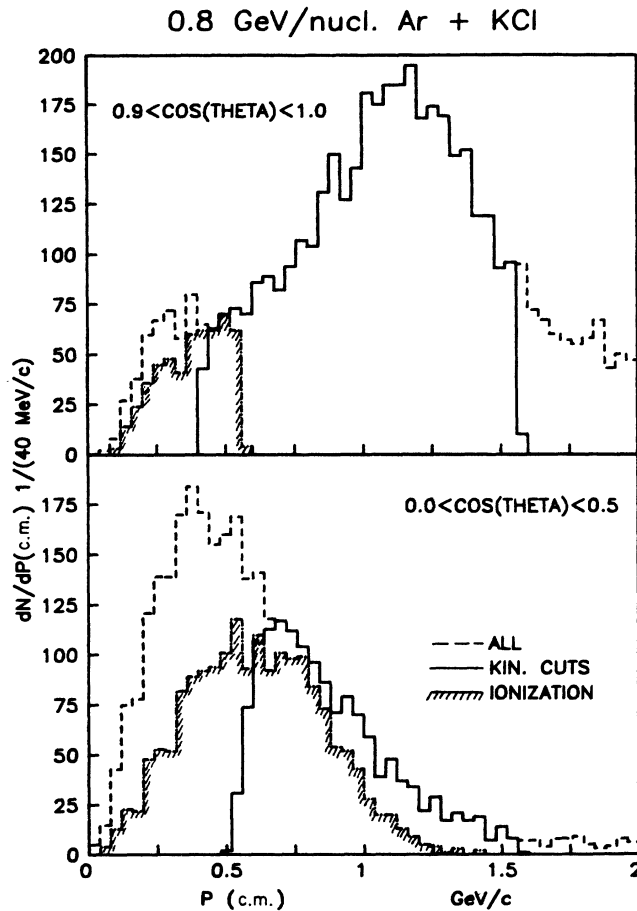 0.8 GeV/nucl. Ar + KCl
200
175
150
125
100
75
50
25
0
0.9<COS(THETA)<1.0
dN/dP(c.m.) 1/(40 MeV/c)
175
150
125
100
75
50
25
0
0.0<COS(THETA)<0.5
ALL
KIN. CUTS
IONIZATION
0 0.5 1 1.5 2
P (c.m.) GeV/c